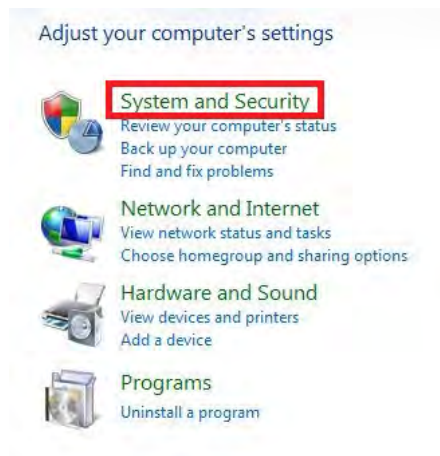 Adjust your computer's settings
System and Security
Review your computer's status
Back up your computer
Find and fix problems
Network and Internet
View network status and tasks
Choose homegroup and sharing options
Hardware and Sound
View devices and printers
Add a device
Programs
Uninstall a program